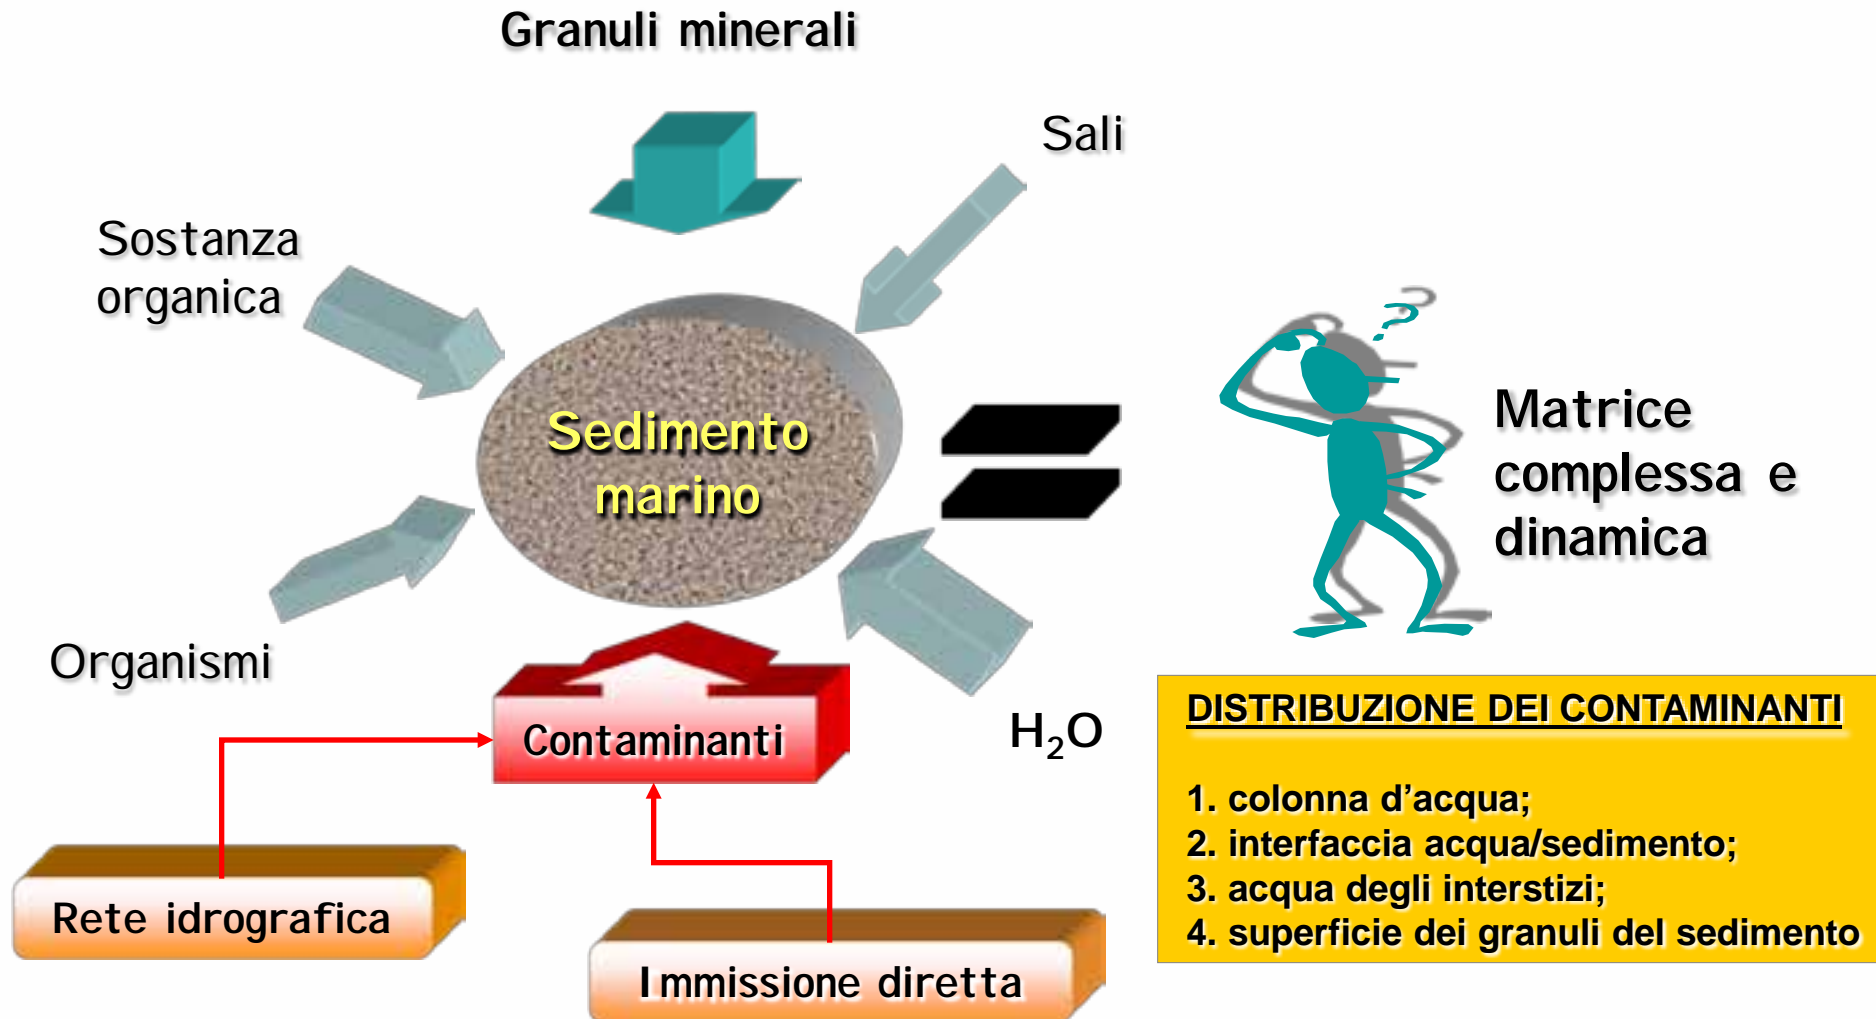 Granuli minerali
Sali
Sostanza
organica
Sedimento
marino
?
Matrice
complessa e
dinamica
Organismi
Contaminanti
H₂O
Rete idrografica
Immissione diretta
DISTRIBUZIONE DEI CONTAMINANTI
1. colonna d'acqua;
2. interfaccia acqua/sedimento;
3. acqua degli interstizi;
4. superficie dei granuli del sedimento